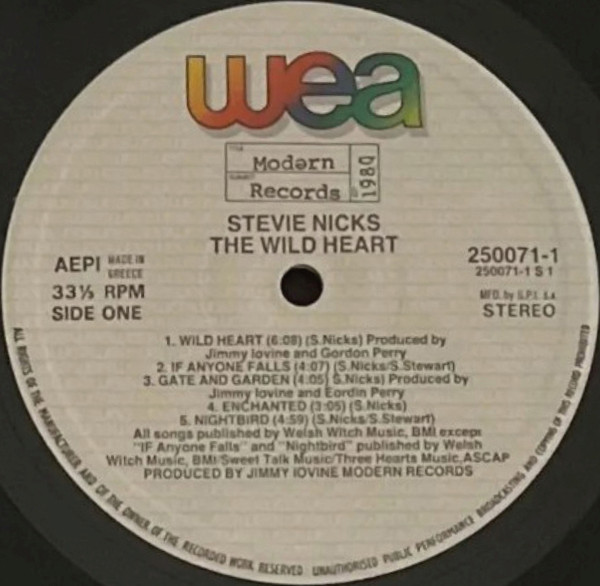 wea
Modern
Records
1980
STEVIE NICKS
THE WILD HEART
AEPI MADE IN GREECE
33⅓ RPM
SIDE ONE
250071-1
250071-1 S 1
MFD. by S.P.I. s.a
STEREO
1. WILD HEART (6:08) (S.Nicks) Produced by
Jimmy Iovine and Gordon Perry
2. IF ANYONE FALLS (4:07) (S.Nicks/S.Stewart)
3. GATE AND GARDEN (4:05) S.Nicks) Produced by
Jimmy Iovine and Eordin Perry
4. ENCHANTED (3:05) (S.Nicks)
5. NIGHTBIRD (4:59) (S.Nicks/S.Stewart)
All songs published by Welsh Witch Music, BMI excepi
"IF Anyone Falls" and "Nightbird" published by Welsh
Witch Music, BMI/Sweet Talk Music/Three Hearts Music,ASCAP
PRODUCED BY JIMMY IOVINE MODERN RECORDS
ALL RIGHTS OF THE MANUFACTURER AND OF THE OWNER OF THE RECORDED WORK RESERVED · UNAUTHORISED PUBLIC PERFORMANCE BROADCASTING AND COPYING OF THIS RECORD PROHIBITED